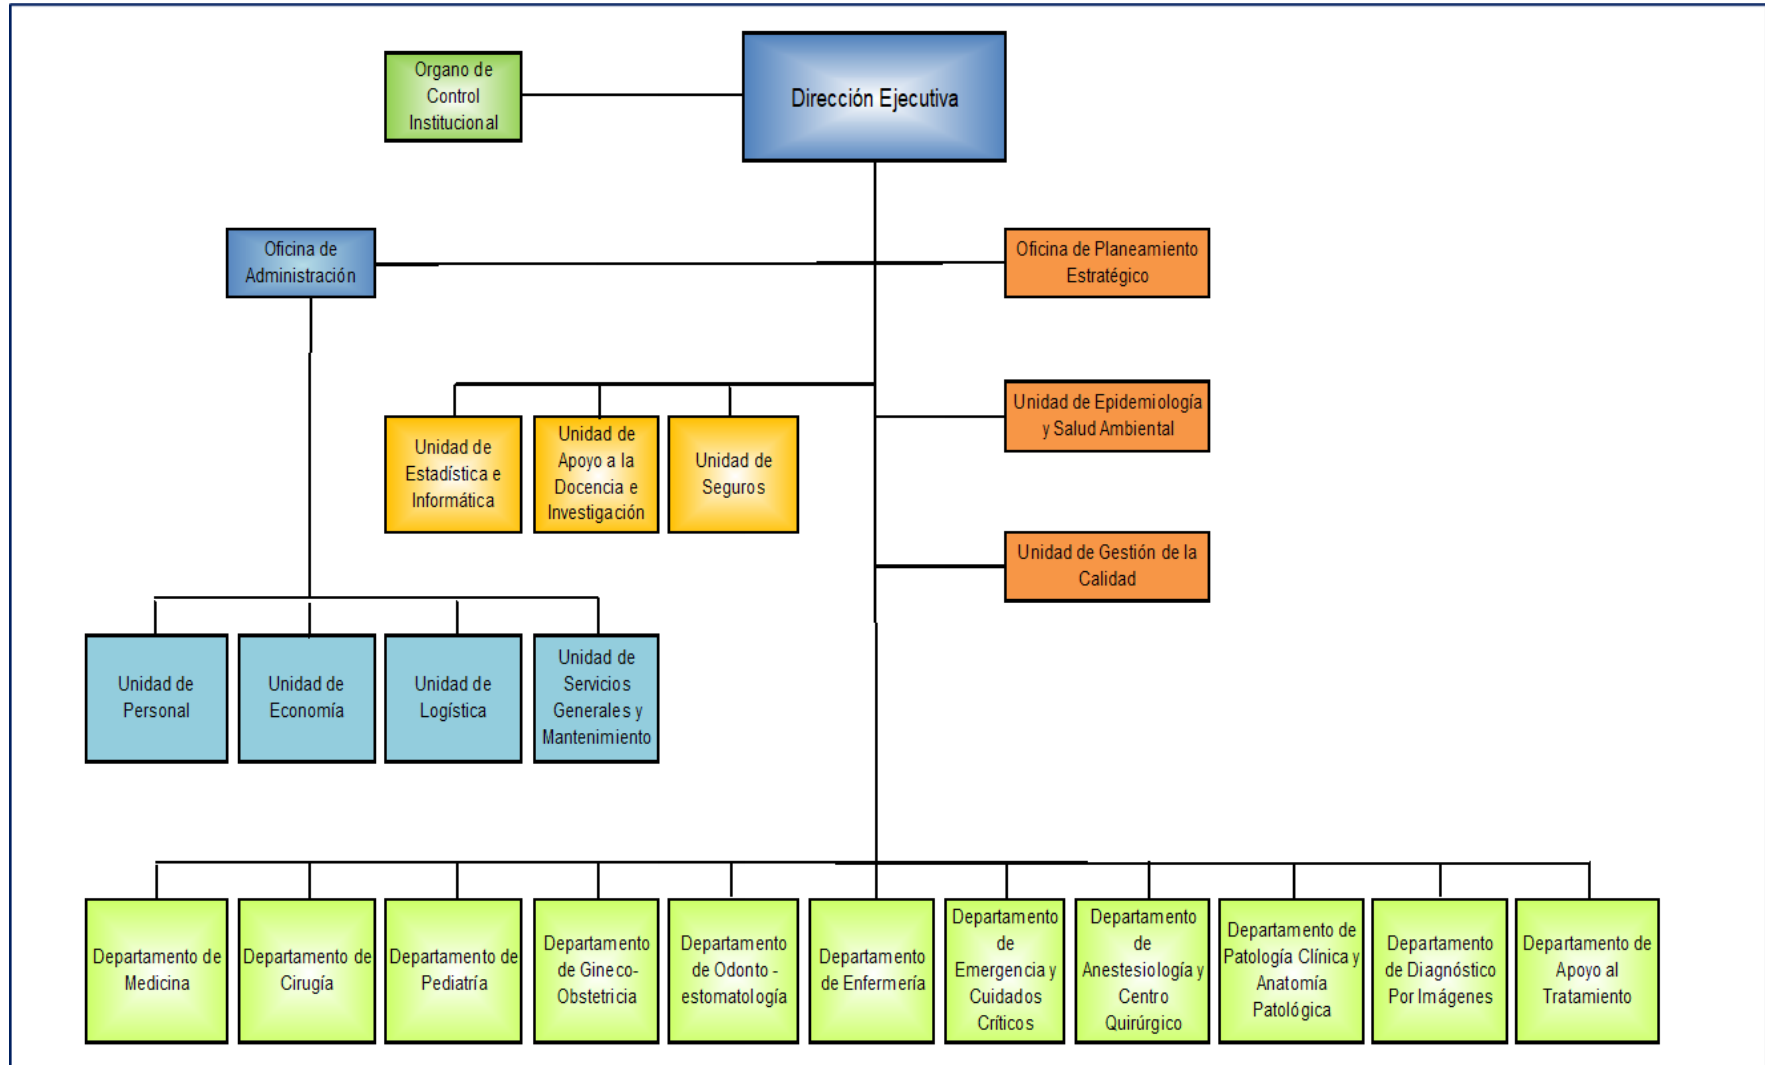 Organo de
Control
Institucional
Dirección Ejecutiva
Oficina de
Administración
Oficina de Planeamiento
Estratégico
Unidad de Epidemiología
y Salud Ambiental
Unidad de
Estadística e
Informática
Unidad de
Apoyo a la
Docencia e
Investigación
Unidad de
Seguros
Unidad de Gestión de la
Calidad
Unidad de
Personal
Unidad de
Economía
Unidad de
Logística
Unidad de
Servicios
Generales y
Mantenimiento
Departamento de
Medicina
Departamento de
Cirugía
Departamento de
Pediatría
Departamento
de Gineco-
Obstetricia
Departamento
de Odonto -
estomatología
Departamento
de Enfermería
Departamento
de
Emergencia y
Cuidados
Críticos
Departamento
de
Anestesiología y
Centro
Quirúrgico
Departamento de
Patología Clínica y
Anatomía
Patológica
Departamento
de Diagnóstico
Por Imágenes
Departamento de
Apoyo al
Tratamiento